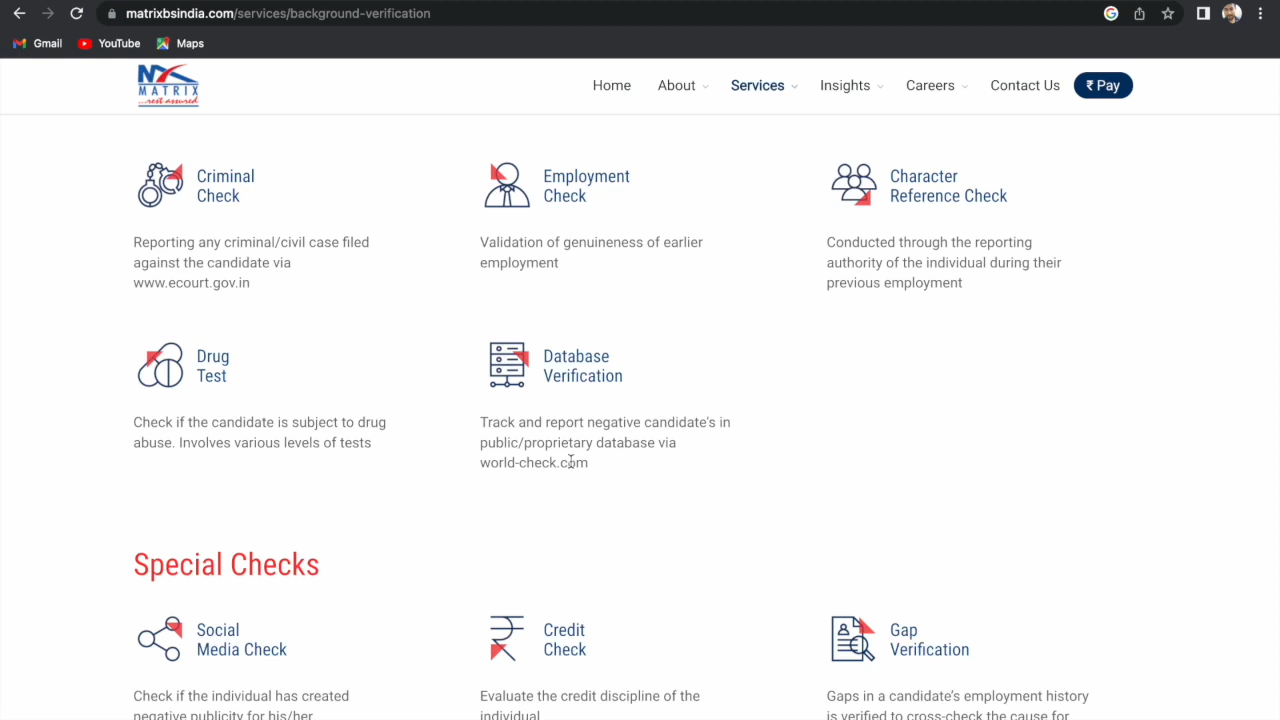 matrixbsindia.com/services/background-verification
Gmail YouTube Maps
MATRIX
...rest assured
Home About Services Insights Careers Contact Us ₹ Pay
Criminal
Check
Reporting any criminal/civil case filed
against the candidate via
www.ecourt.gov.in
Employment
Check
Validation of genuineness of earlier
employment
Character
Reference Check
Conducted through the reporting
authority of the individual during their
previous employment
Drug
Test
Check if the candidate is subject to drug
abuse. Involves various levels of tests
Database
Verification
Track and report negative candidate's in
public/proprietary database via
world-check.com
Special Checks
Social
Media Check
Check if the individual has created
negative publicity for his/her
Credit
Check
Evaluate the credit discipline of the
individual
Gap
Verification
Gaps in a candidate's employment history
is verified to cross-check the cause for